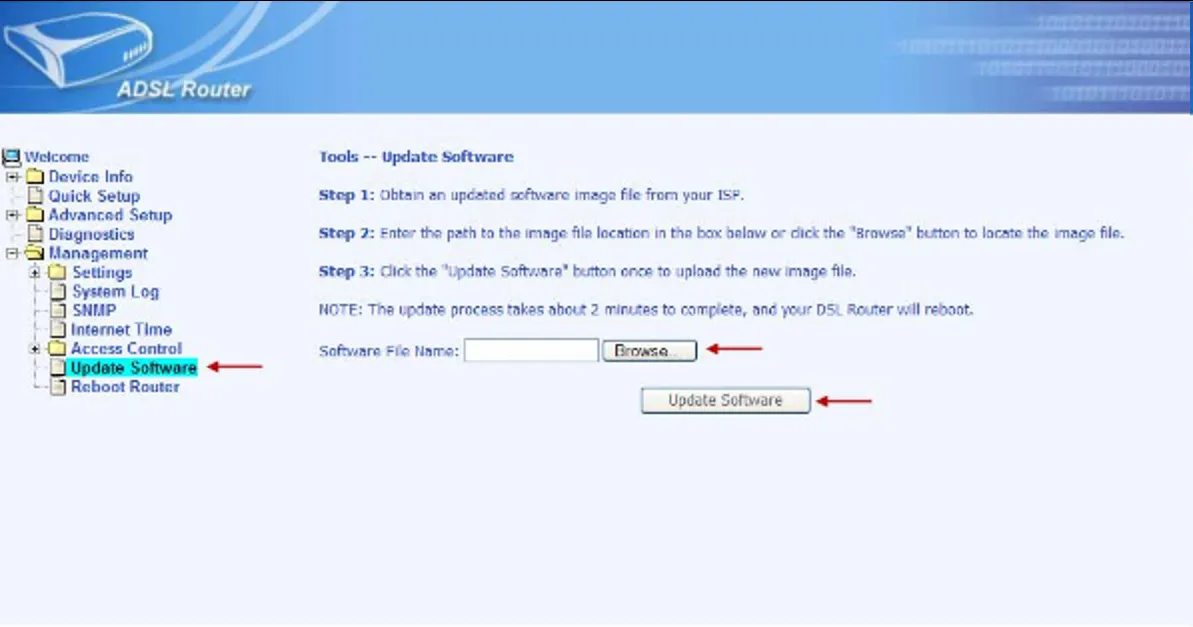 ADSL Router
Welcome
Device Info
Quick Setup
Advanced Setup
Diagnostics
Management
Settings
System Log
SNMP
Internet Time
Access Control
Update Software
Reboot Router
Tools -- Update Software
Step 1: Obtain an updated software image file from your ISP.
Step 2: Enter the path to the image file location in the box below or click the "Browse" button to locate the image file.
Step 3: Click the "Update Software" button once to upload the new image file.
NOTE: The update process takes about 2 minutes to complete, and your DSL Router will reboot.
Software File Name: Browse...
Update Software